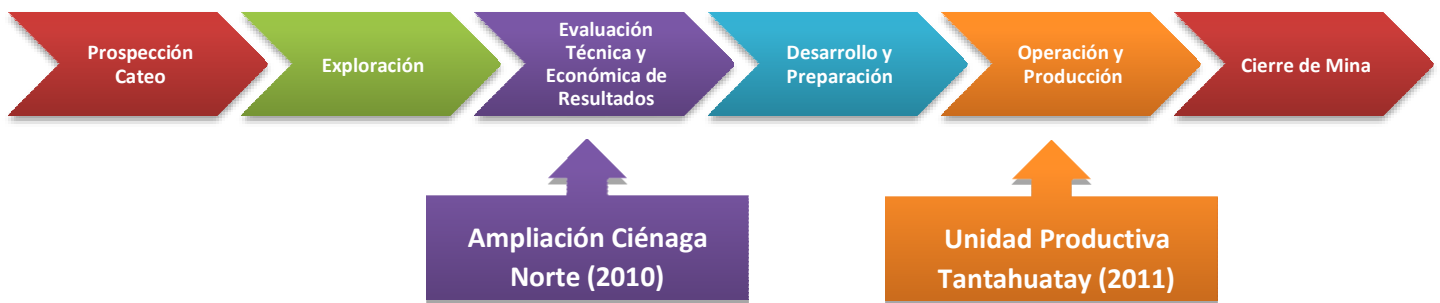 Prospección
Cateo
Exploración
Evaluación
Técnica y
Económica de
Resultados
Desarrollo y
Preparación
Operación y
Producción
Cierre de Mina
Ampliación Ciénaga
Norte (2010)
Unidad Productiva
Tantahuatay (2011)